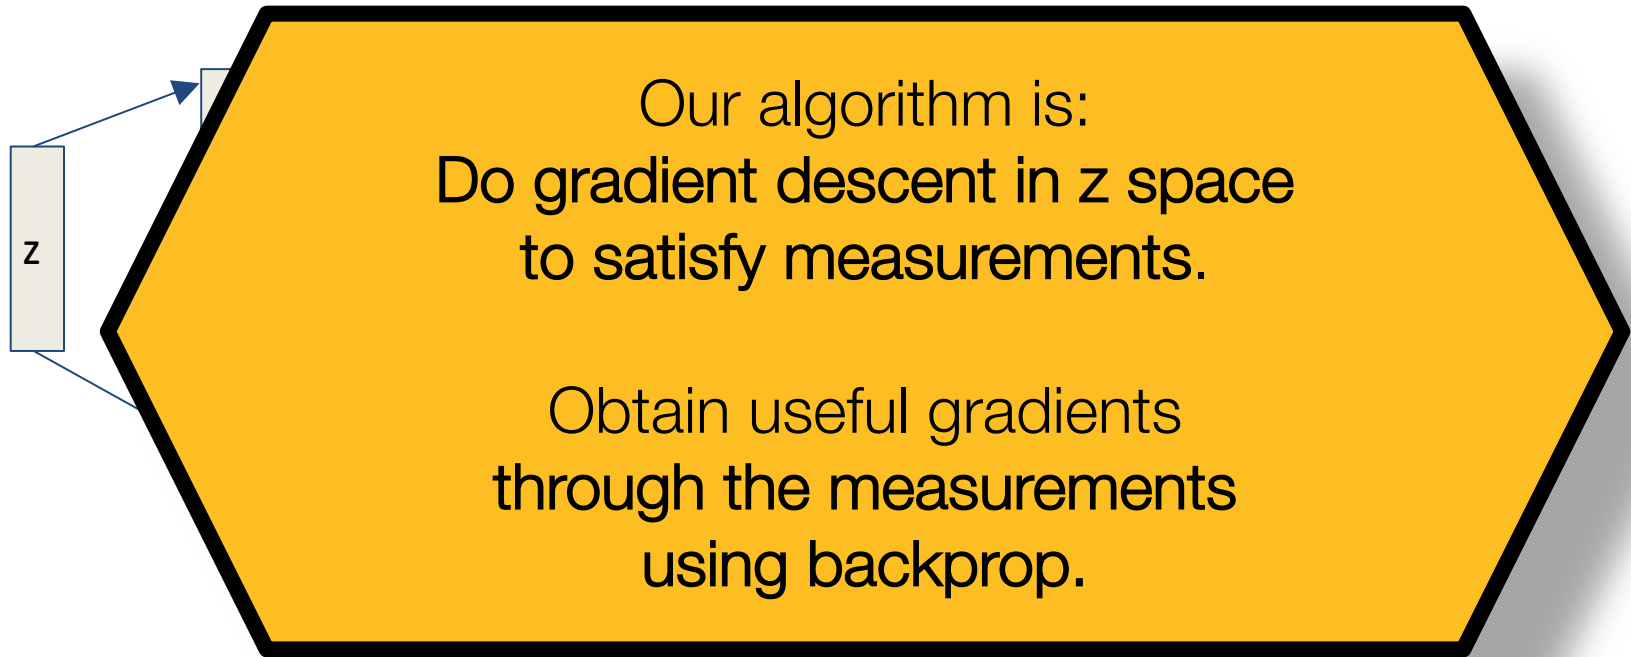 Our algorithm is:
Do gradient descent in z space
to satisfy measurements.
z
Obtain useful gradients
through the measurements
using backprop.